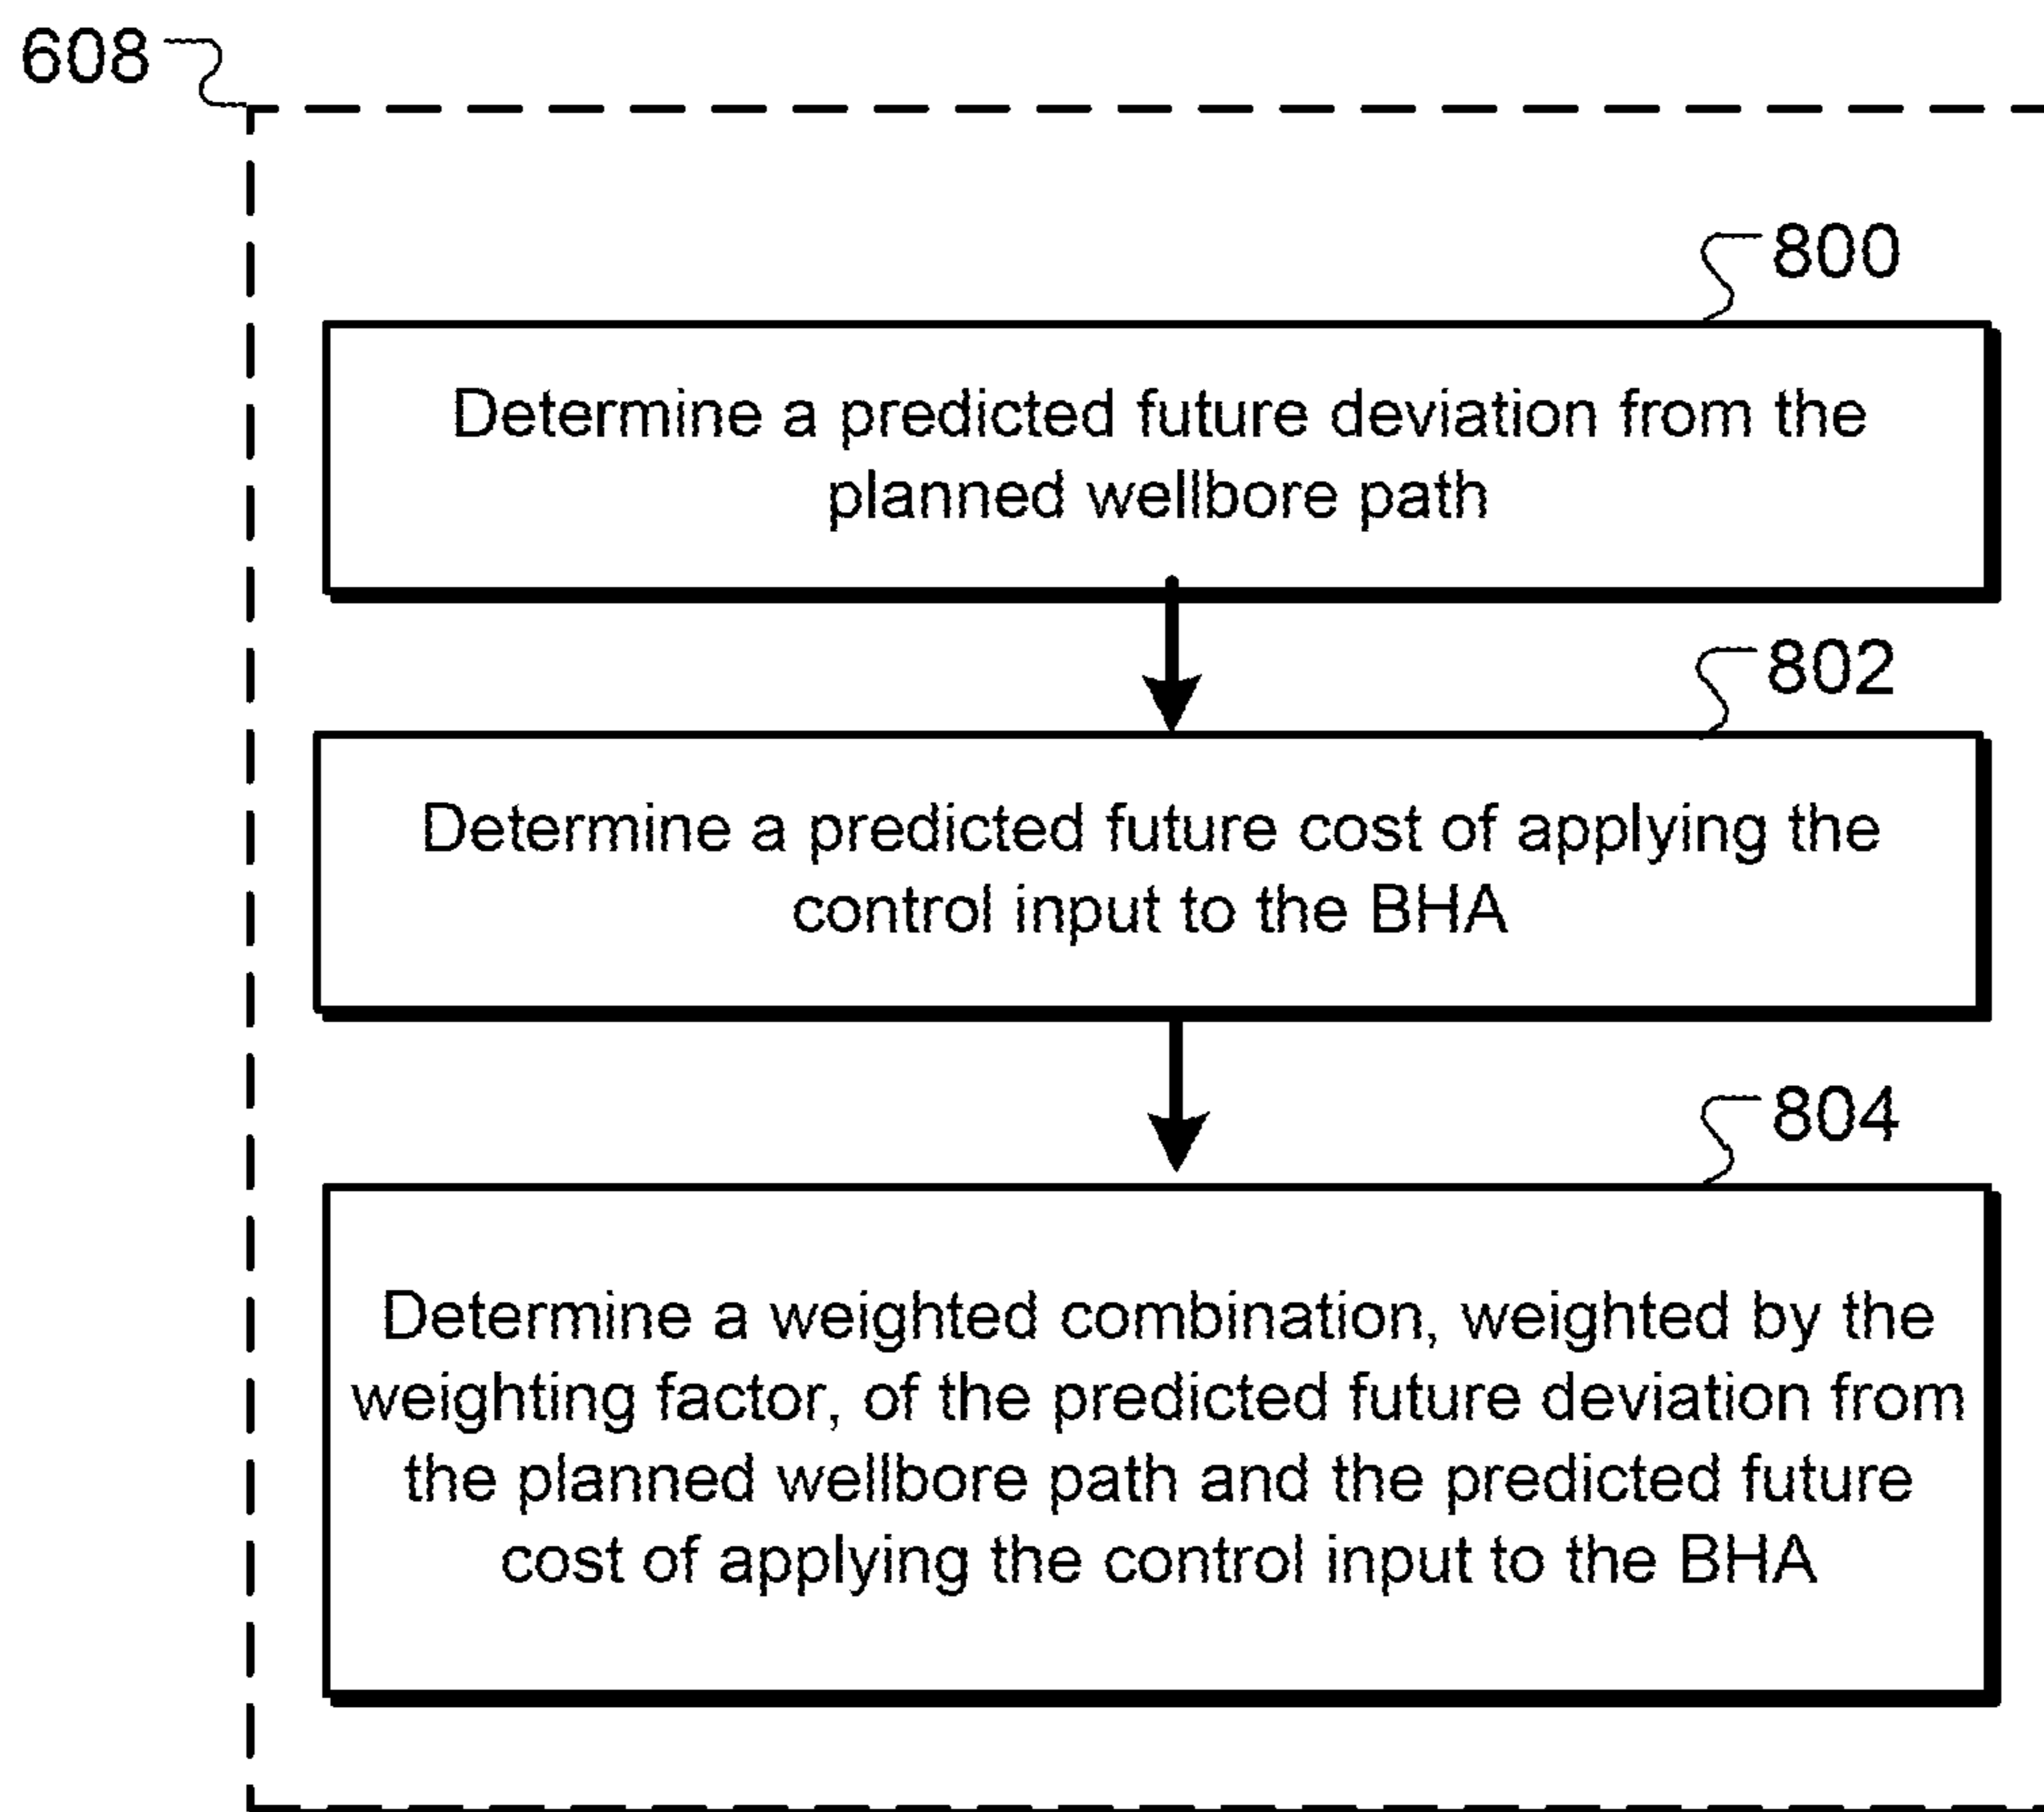 608
800
Determine a predicted future deviation from the
planned wellbore path
802
Determine a predicted future cost of applying the
control input to the BHA
804
Determine a weighted combination, weighted by the
weighting factor, of the predicted future deviation from
the planned wellbore path and the predicted future
cost of applying the control input to the BHA